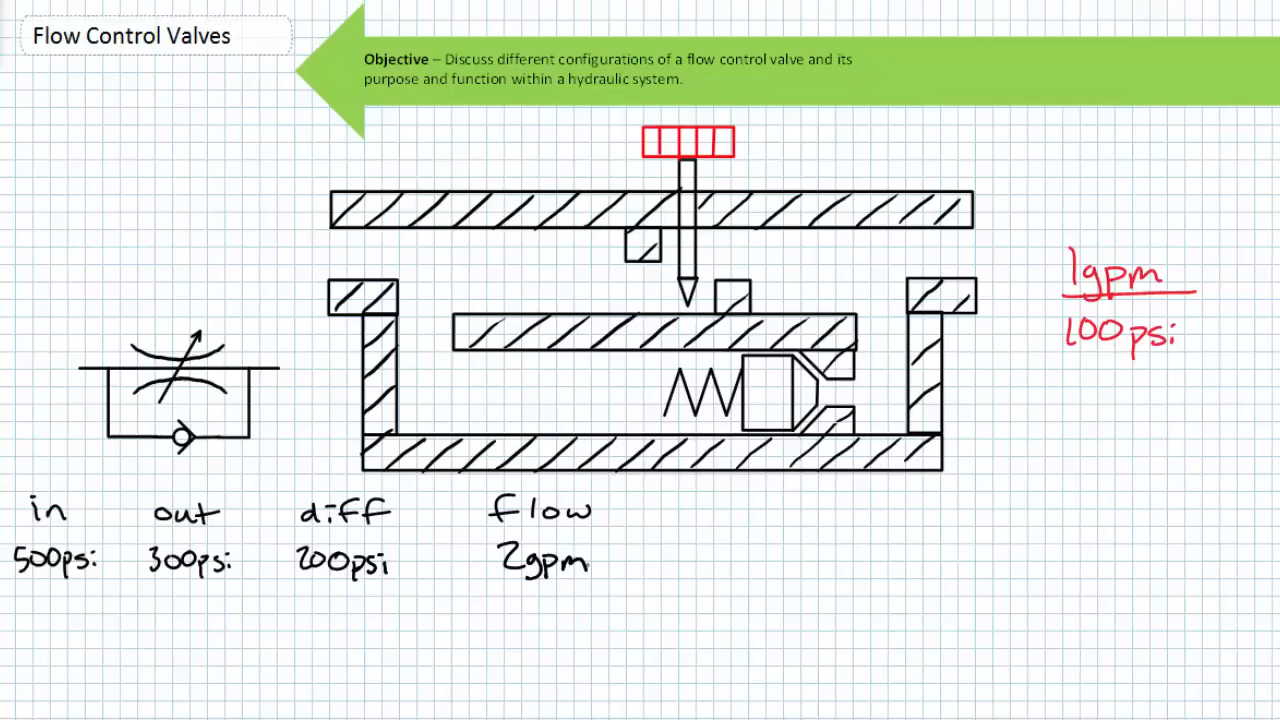 Flow Control Valves
Objective – Discuss different configurations of a flow control valve and its
purpose and function within a hydraulic system.
1gpm
100psi
in out diff flow
500psi 300psi 200psi 2gpm